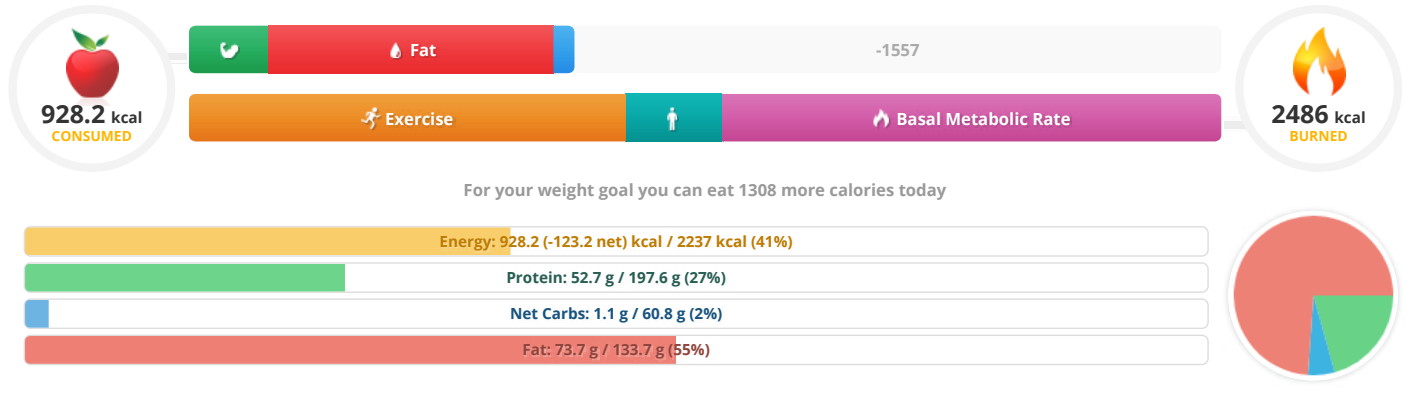 Fat
-1557
928.2 kcal
CONSUMED
Exercise
Basal Metabolic Rate
2486 kcal
BURNED
For your weight goal you can eat 1308 more calories today
Energy: 928.2 (-123.2 net) kcal / 2237 kcal (41%)
Protein: 52.7 g / 197.6 g (27%)
Net Carbs: 1.1 g / 60.8 g (2%)
Fat: 73.7 g / 133.7 g (55%)